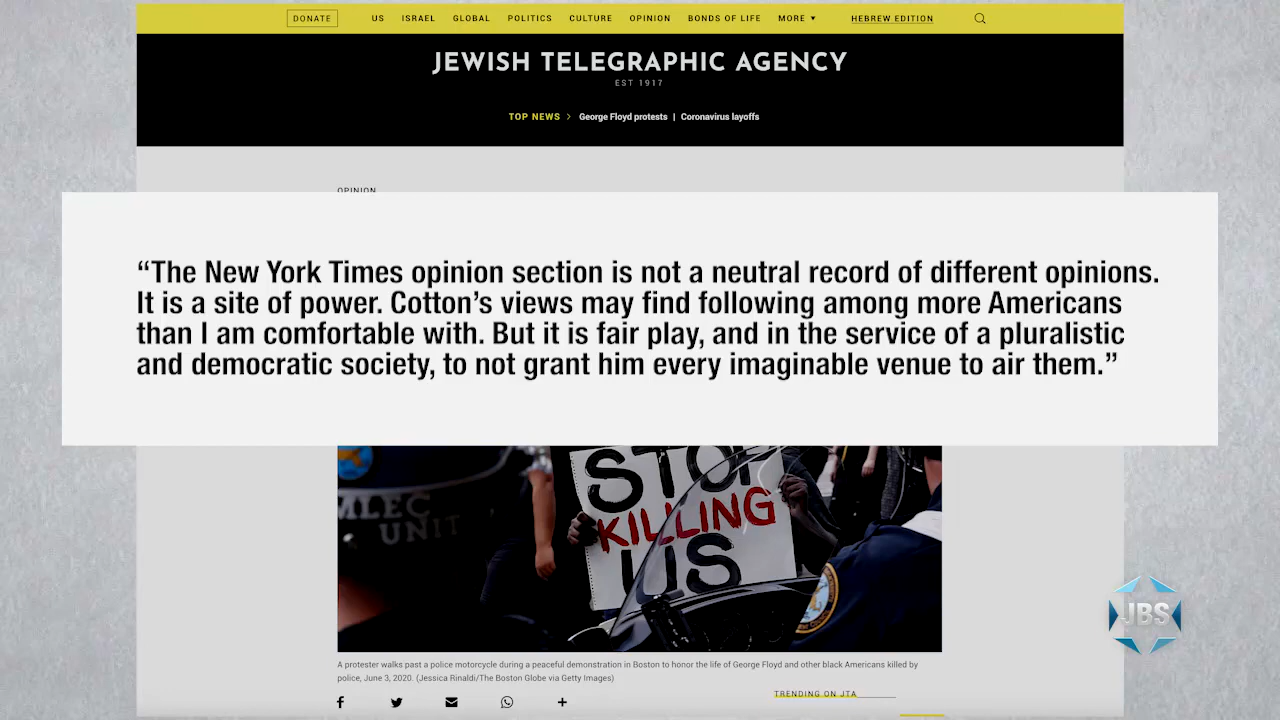 DONATE US ISRAEL GLOBAL POLITICS CULTURE OPINION BONDS OF LIFE MORE ▼ HEBREW EDITION
JEWISH TELEGRAPHIC AGENCY
EST 1917
TOP NEWS > George Floyd protests | Coronavirus layoffs
OPINION
“The New York Times opinion section is not a neutral record of different opinions.
It is a site of power. Cotton’s views may find following among more Americans
than I am comfortable with. But it is fair play, and in the service of a pluralistic
and democratic society, to not grant him every imaginable venue to air them.”
MLEC
UNIT
STOP
KILLING
US
JBS
A protester walks past a police motorcycle during a peaceful demonstration in Boston to honor the life of George Floyd and other black Americans killed by
police, June 3, 2020. (Jessica Rinaldi/The Boston Globe via Getty Images)
TRENDING ON JTA